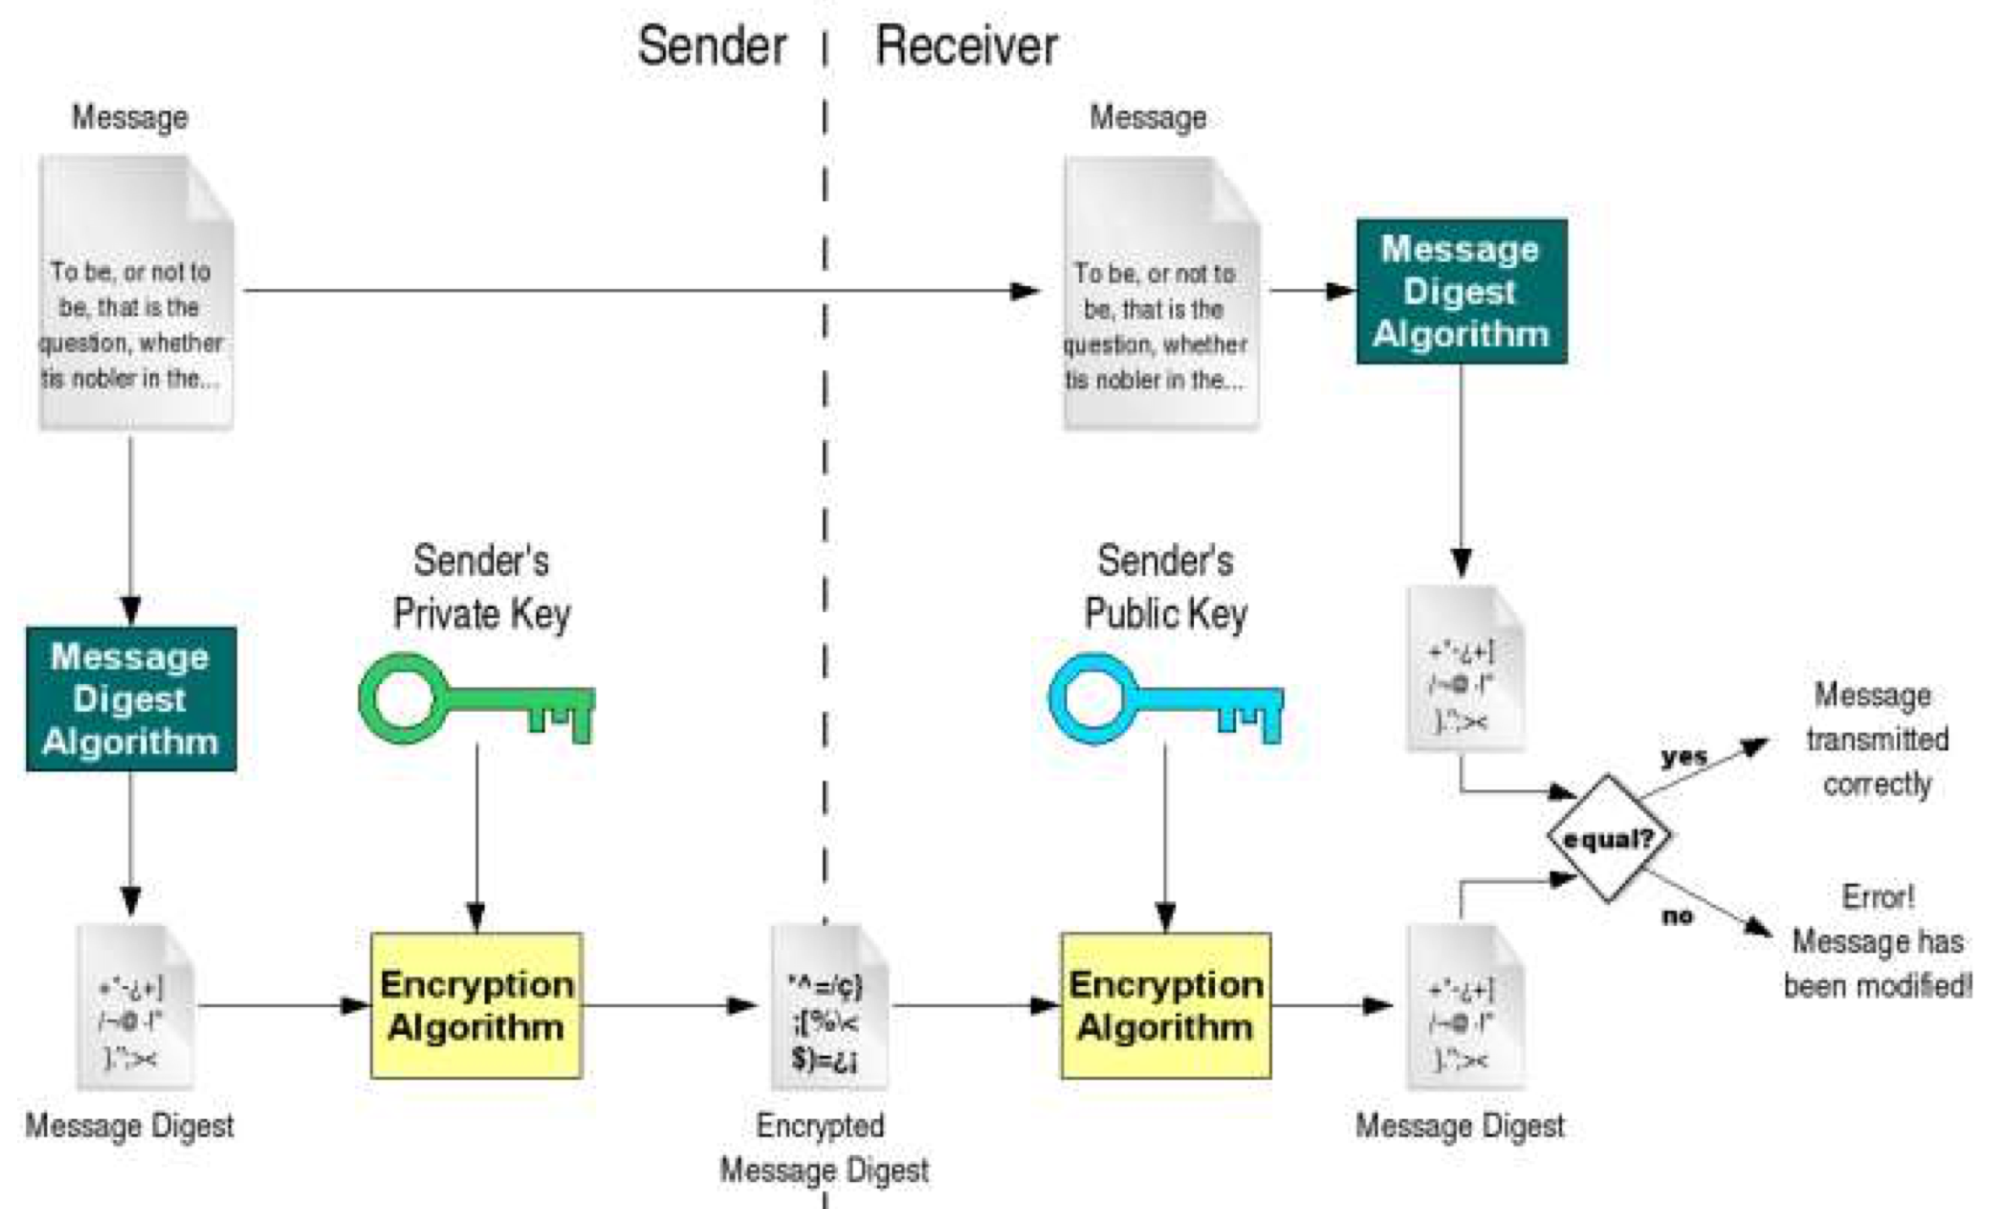 Sender
Receiver
Message
To be, or not to
be, that is the
question, whether
tis nobler in the...
Message
To be, or not to
be, that is the
question, whether
tis nobler in the...
Message
Digest
Algorithm
Sender's
Private Key
Sender's
Public Key
Message
Digest
Algorithm
+*-¿+]
/¬@·!"
}.";><
yes
Message
transmitted
correctly
equal?
no
Error!
Message has
been modified!
+*-¿+]
/¬@·!"
}.";><
Message Digest
Encryption
Algorithm
*^=/ç}
;[%\<
$)=¿¡
Encrypted
Message Digest
Encryption
Algorithm
+*-¿+]
/¬@·!"
}.";><
Message Digest